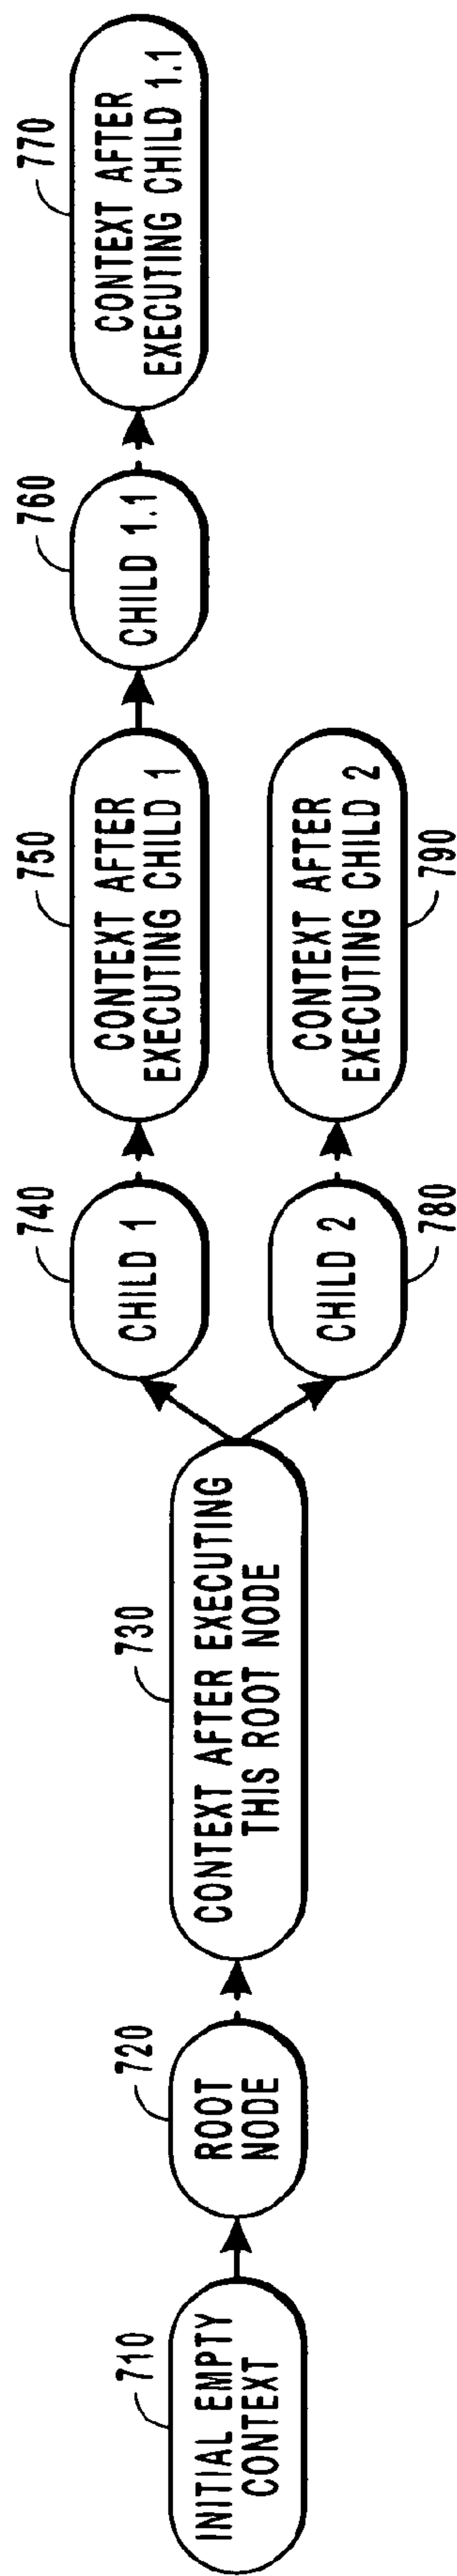 710
INITIAL EMPTY
CONTEXT
720
ROOT
NODE
730
CONTEXT AFTER EXECUTING
THIS ROOT NODE
740
CHILD 1
750
CONTEXT AFTER
EXECUTING CHILD 1
760
CHILD 1.1
770
CONTEXT AFTER
EXECUTING CHILD 1.1
CHILD 2
780
CONTEXT AFTER
EXECUTING CHILD 2
790